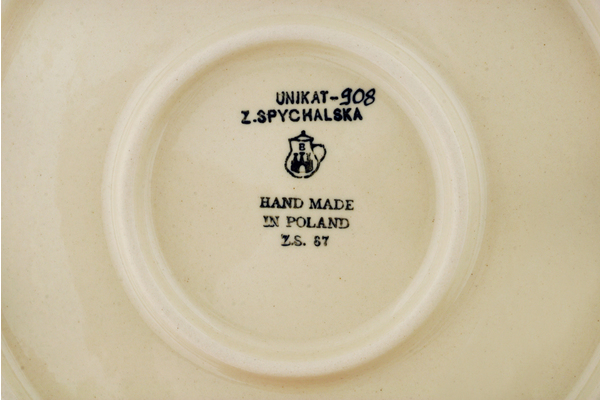 UNIKAT-908
Z.SPYCHALSKA
B
HAND MADE
IN POLAND
Z.S. 67